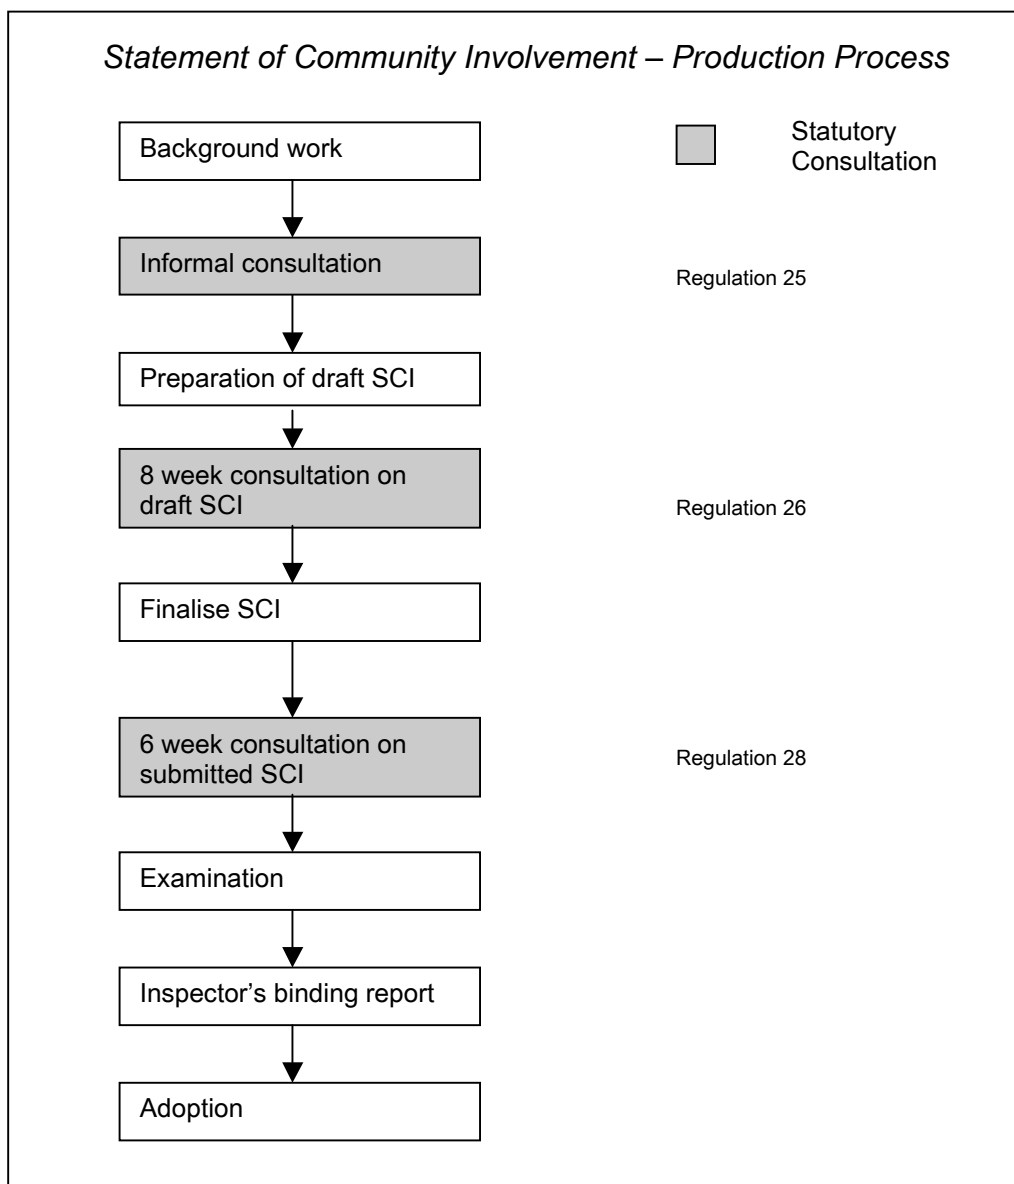 Statement of Community Involvement – Production Process
Background work
Statutory
Consultation
Informal consultation
Regulation 25
Preparation of draft SCI
8 week consultation on
draft SCI
Regulation 26
Finalise SCI
6 week consultation on
submitted SCI
Regulation 28
Examination
Inspector’s binding report
Adoption